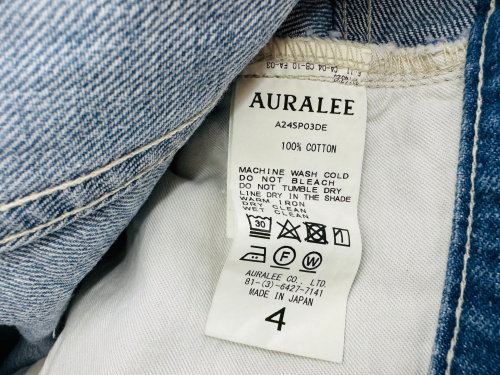 AURALEE
A24SP03DE
100% COTTON
MACHINE WASH COLD
DO NOT BLEACH
DO NOT TUMBLE DRY
LINE DRY IN THE SHADE
WARM IRON
DRY CLEAN
WET CLEAN
30
F W
AURALEE CO., LTD.
81-(3)-6427-7141
MADE IN JAPAN
4